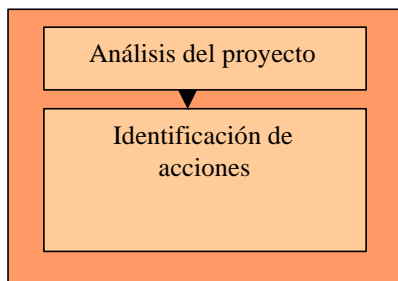 Análisis del proyecto
Identificación de
acciones